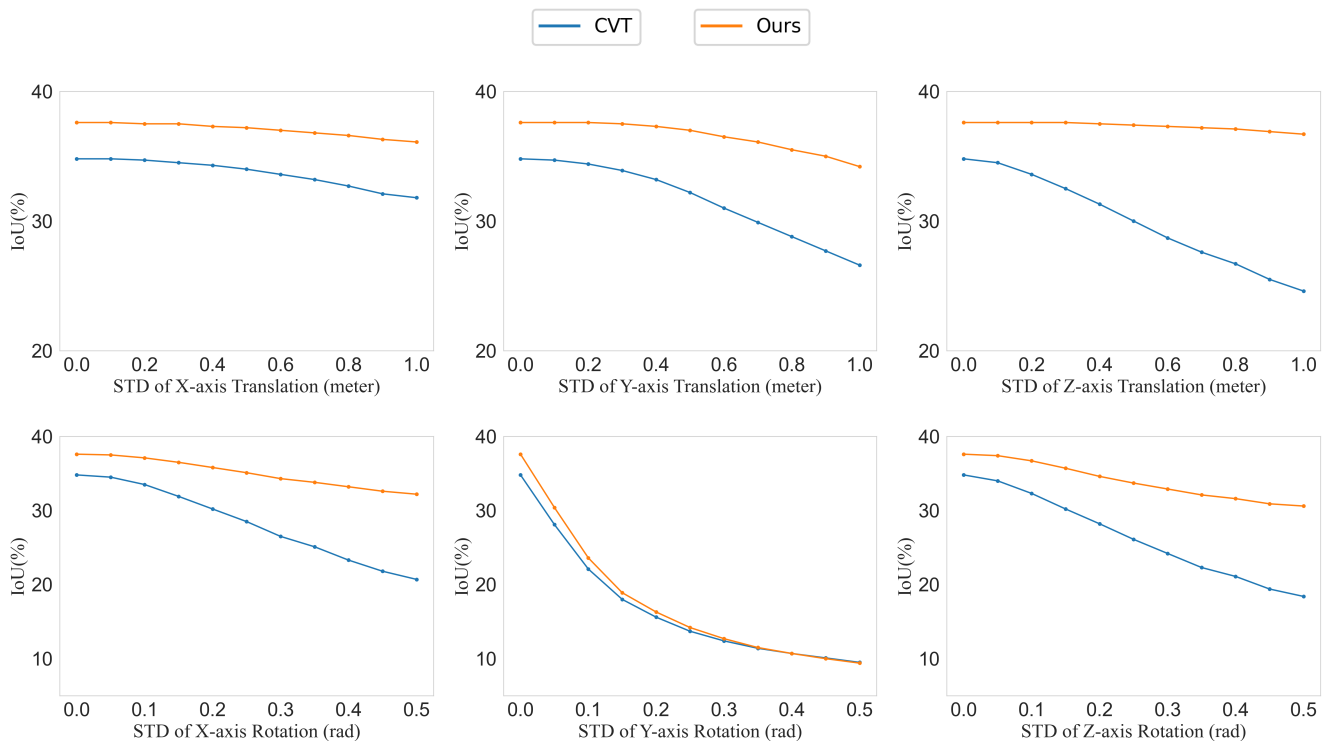 CVT Ours
40 40 40
30 30 30
20 20 20
IoU(%) IoU(%) IoU(%)
0.0 0.2 0.4 0.6 0.8 1.0 0.0 0.2 0.4 0.6 0.8 1.0 0.0 0.2 0.4 0.6 0.8 1.0
STD of X-axis Translation (meter) STD of Y-axis Translation (meter) STD of Z-axis Translation (meter)
40 40 40
30 30 30
20 20 20
10 10 10
IoU(%) IoU(%) IoU(%)
0.0 0.1 0.2 0.3 0.4 0.5 0.0 0.1 0.2 0.3 0.4 0.5 0.0 0.1 0.2 0.3 0.4 0.5
STD of X-axis Rotation (rad) STD of Y-axis Rotation (rad) STD of Z-axis Rotation (rad)